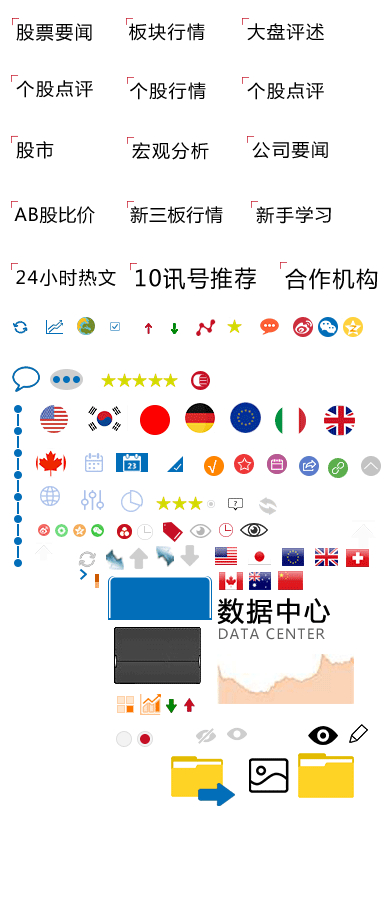 股票要闻 板块行情 大盘评述
个股点评 个股行情 个股点评
股市 宏观分析 公司要闻
AB股比价 新三板行情 新手学习
24小时热文 10讯号推荐 合作机构
23
?
数据中心
DATA CENTER